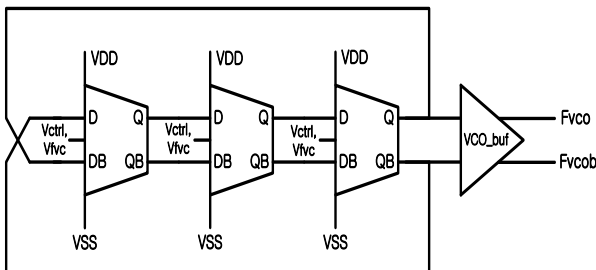 VDD VDD VDD
D Q D Q D Q Fvco
Vctrl, Vctrl, Vctrl,
Vfvc Vfvc Vfvc VCO_buf
DB QB DB QB DB QB Fvcob
VSS VSS VSS